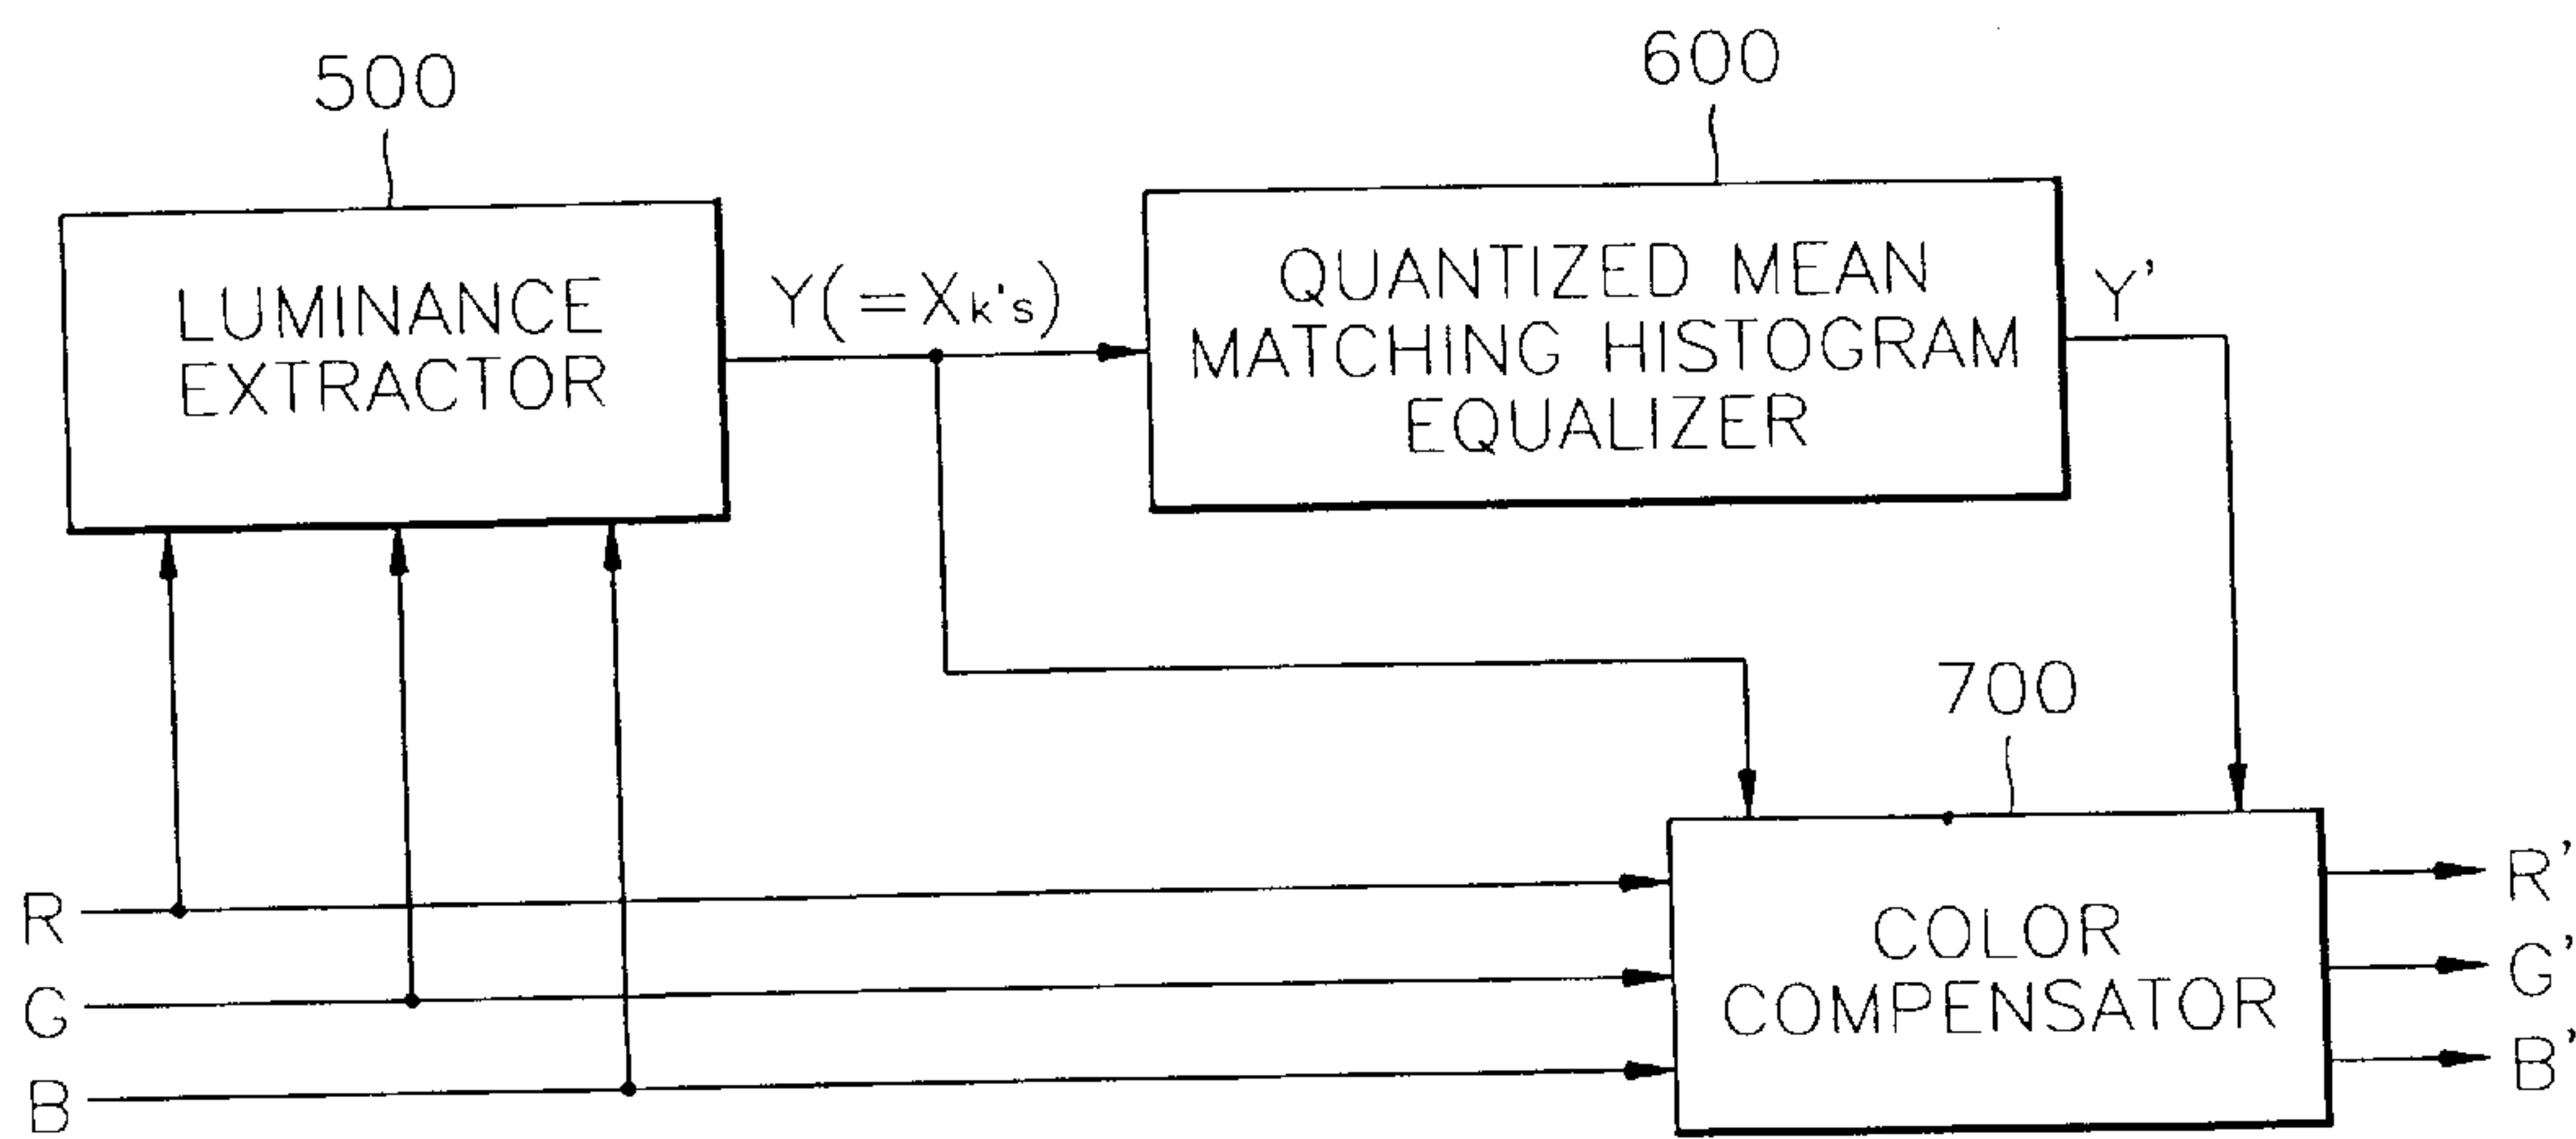 500
600
LUMINANCE
EXTRACTOR
Y(=Xk's)
QUANTIZED MEAN
MATCHING HISTOGRAM
EQUALIZER
Y'
700
R
G
B
COLOR
COMPENSATOR
R'
G'
B'